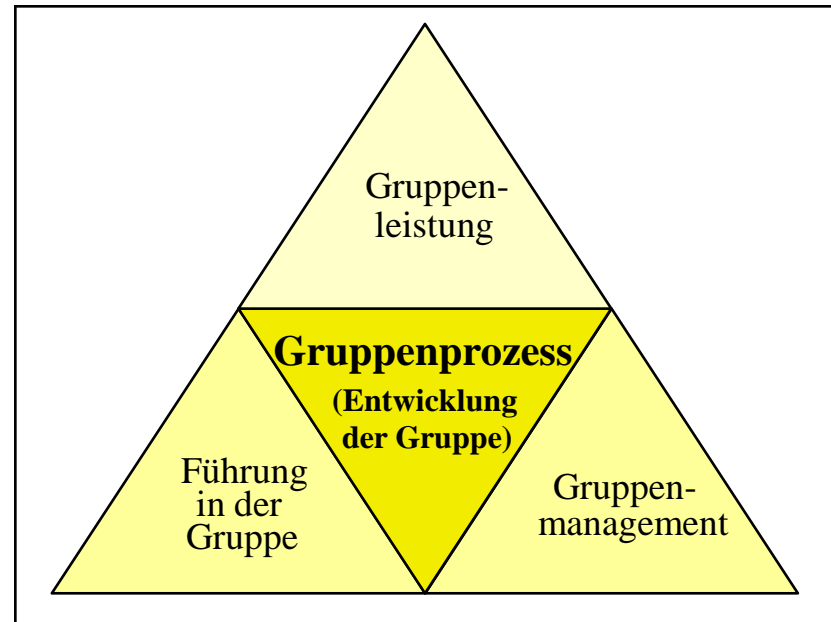 Gruppen-
leistung
Gruppenprozess
(Entwicklung
der Gruppe)
Führung
in der
Gruppe
Gruppen-
management